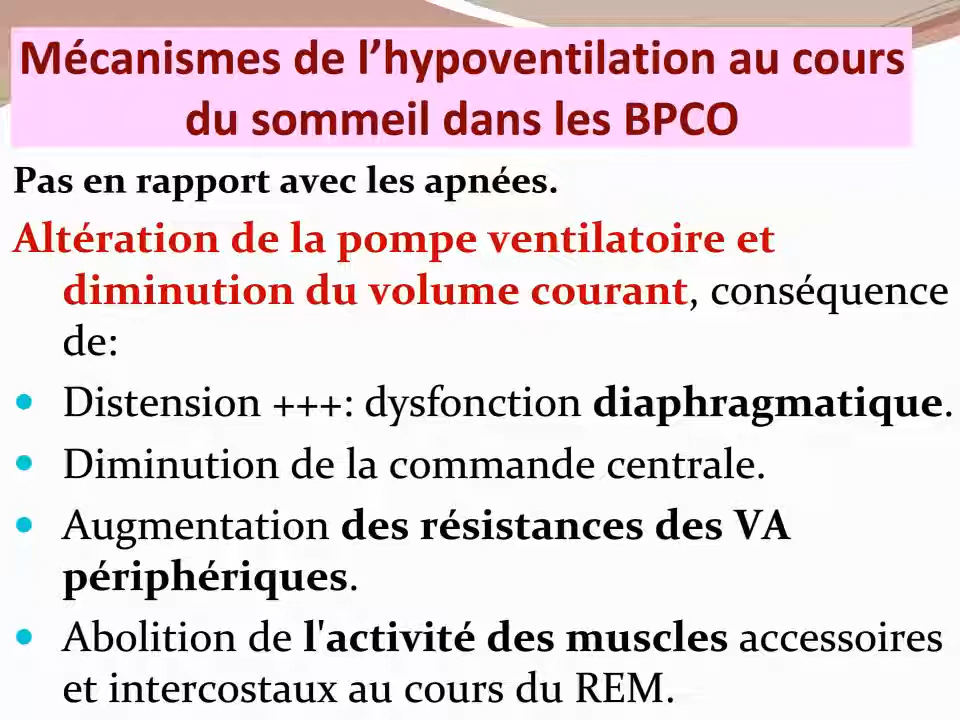 Mécanismes de l’hypoventilation au cours
du sommeil dans les BPCO
Pas en rapport avec les apnées.
Altération de la pompe ventilatoire et
diminution du volume courant, conséquence
de:
• Distension +++: dysfonction diaphragmatique.
• Diminution de la commande centrale.
• Augmentation des résistances des VA
périphériques.
• Abolition de l'activité des muscles accessoires
et intercostaux au cours du REM.